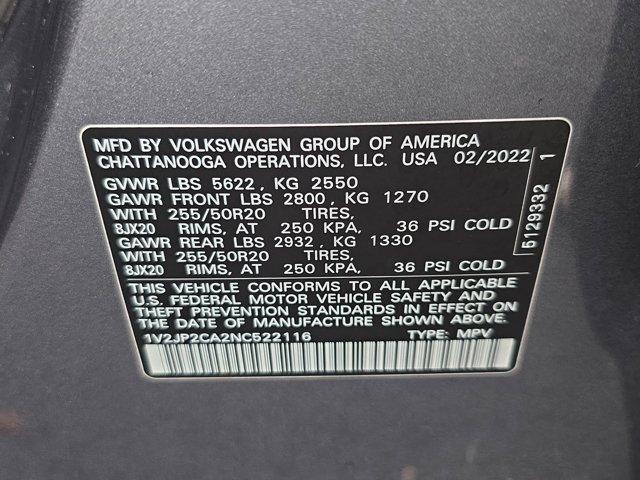 MFD BY VOLKSWAGEN GROUP OF AMERICA
CHATTANOOGA OPERATIONS, LLC. USA 02/2022
GVWR LBS 5622, KG 2550
GAWR FRONT LBS 2800, KG 1270
WITH 255/50R20 TIRES,
8JX20 RIMS, AT 250 KPA, 36 PSI COLD
GAWR REAR LBS 2932, KG 1330
WITH 255/50R20 TIRES,
8JX20 RIMS, AT 250 KPA, 36 PSI COLD
THIS VEHICLE CONFORMS TO ALL APPLICABLE
U.S. FEDERAL MOTOR VEHICLE SAFETY AND
THEFT PREVENTION STANDARDS IN EFFECT ON
THE DATE OF MANUFACTURE SHOWN ABOVE.
1V2JP2CA2NC522116 TYPE: MPV
5129332 1